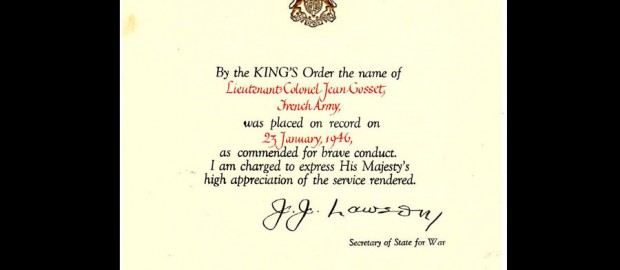 By the KING'S Order the name of
Lieutenant-Colonel Jean Gosset,
French Army,
was placed on record on
23 January, 1946,
as commended for brave conduct.
I am charged to express His Majesty's
high appreciation of the service rendered.
J.J. Lawson
Secretary of State for War